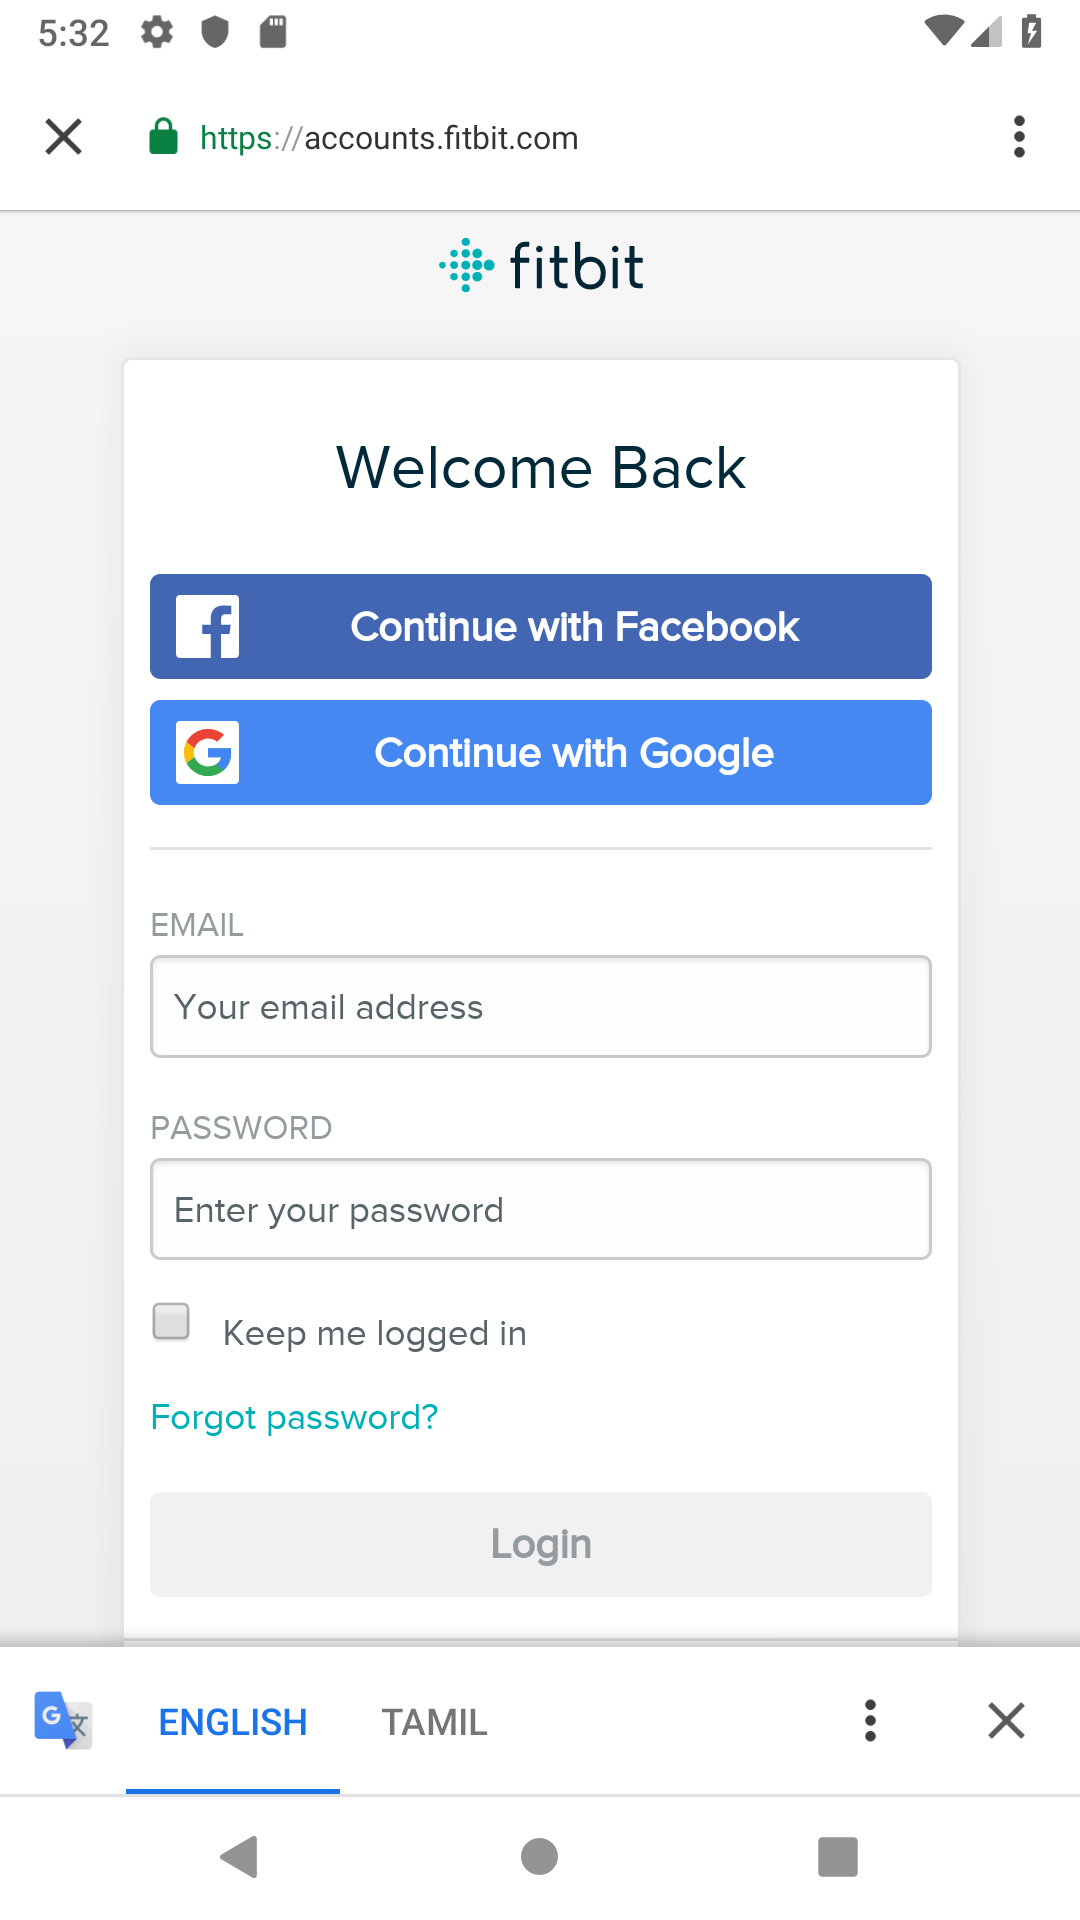 5:32
https://accounts.fitbit.com
fitbit
Welcome Back
Continue with Facebook
Continue with Google
EMAIL
Your email address
PASSWORD
Enter your password
Keep me logged in
Forgot password?
Login
ENGLISH TAMIL